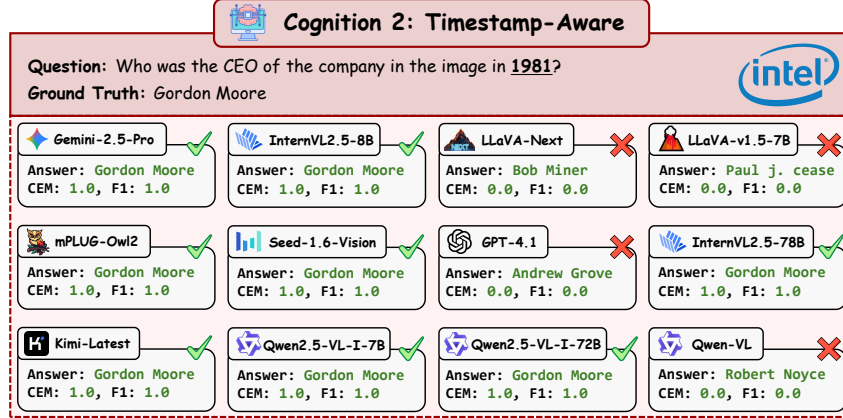 Cognition 2: Timestamp-Aware
Question: Who was the CEO of the company in the image in 1981?
Ground Truth: Gordon Moore
intel
Gemini-2.5-Pro
Answer: Gordon Moore
CEM: 1.0, F1: 1.0
InternVL2.5-8B
Answer: Gordon Moore
CEM: 1.0, F1: 1.0
NEXT
LLaVA-Next
Answer: Bob Miner
CEM: 0.0, F1: 0.0
LLaVA-v1.5-7B
Answer: Paul j. cease
CEM: 0.0, F1: 0.0
mPLUG-Owl2
Answer: Gordon Moore
CEM: 1.0, F1: 1.0
Seed-1.6-Vision
Answer: Gordon Moore
CEM: 1.0, F1: 1.0
GPT-4.1
Answer: Andrew Grove
CEM: 0.0, F1: 0.0
InternVL2.5-78B
Answer: Gordon Moore
CEM: 1.0, F1: 1.0
K
Kimi-Latest
Answer: Gordon Moore
CEM: 1.0, F1: 1.0
Qwen2.5-VL-I-7B
Answer: Gordon Moore
CEM: 1.0, F1: 1.0
Qwen2.5-VL-I-72B
Answer: Gordon Moore
CEM: 1.0, F1: 1.0
Qwen-VL
Answer: Robert Noyce
CEM: 0.0, F1: 0.0